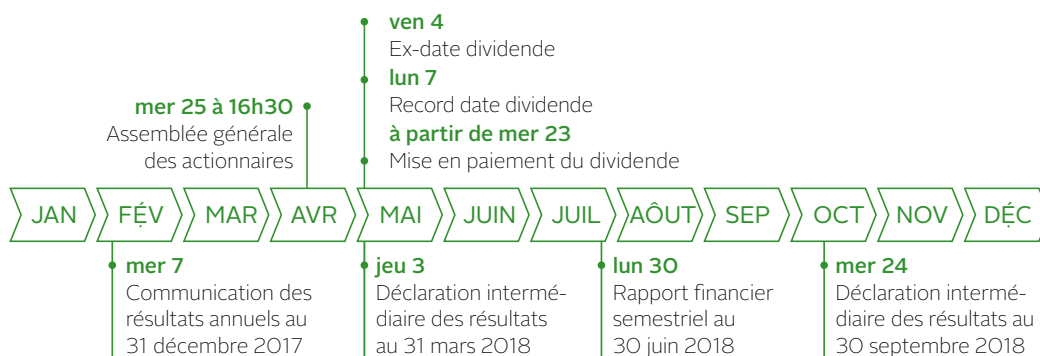 ven 4
Ex-date dividende
lun 7
Record date dividende
à partir de mer 23
Mise en paiement du dividende
mer 25 à 16h30
Assemblée générale
des actionnaires
JAN
FÉV
MAR
AVR
MAI
JUIN
JUIL
AÔUT
SEP
OCT
NOV
DÉC
mer 7
Communication des
résultats annuels au
31 décembre 2017
jeu 3
Déclaration intermé-
diaire des résultats
au 31 mars 2018
lun 30
Rapport financier
semestriel au
30 juin 2018
mer 24
Déclaration intermé-
diaire des résultats au
30 septembre 2018